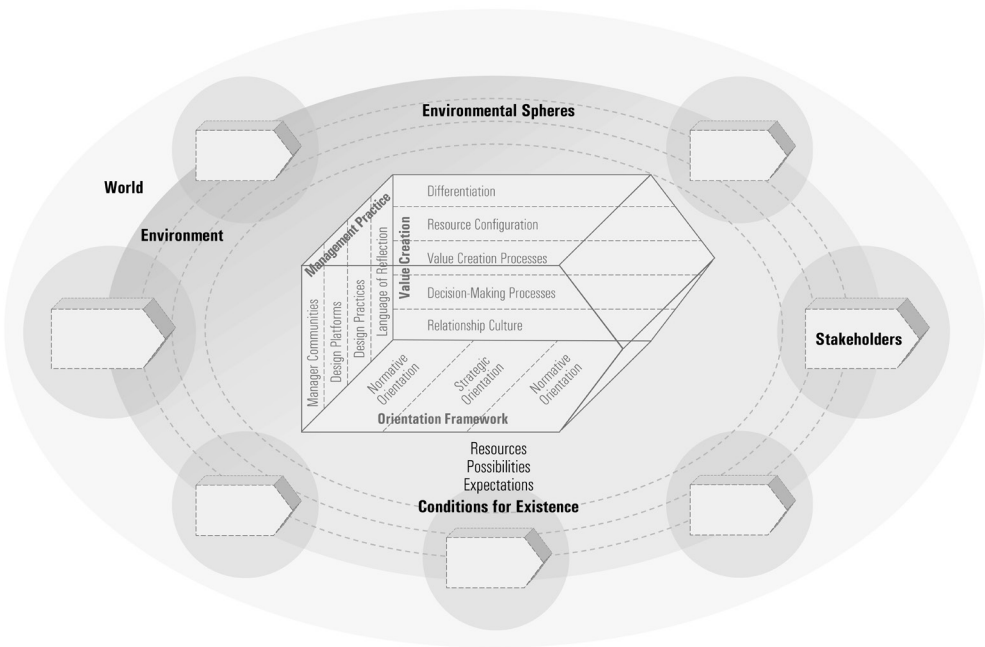 Environmental Spheres
World
Environment
Stakeholders
Management Practice
Manager Communities
Design Platforms
Design Practices
Language of Reflection
Value Creation
Differentiation
Resource Configuration
Value Creation Processes
Decision-Making Processes
Relationship Culture
Normative
Orientation
Strategic
Orientation
Normative
Orientation
Orientation Framework
Resources
Possibilities
Expectations
Conditions for Existence